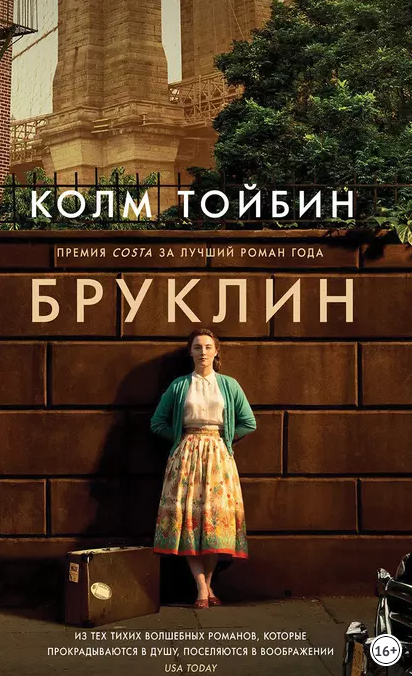 КОЛМ ТОЙБИН
ПРЕМИЯ COSTA ЗА ЛУЧШИЙ РОМАН ГОДА
БРУКЛИН
ИЗ ТЕХ ТИХИХ ВОЛШЕБНЫХ РОМАНОВ, КОТОРЫЕ
ПРОКРАДЫВАЮТСЯ В ДУШУ, ПОСЕЛЯЮТСЯ В ВООБРАЖЕНИИ
USA TODAY
16+